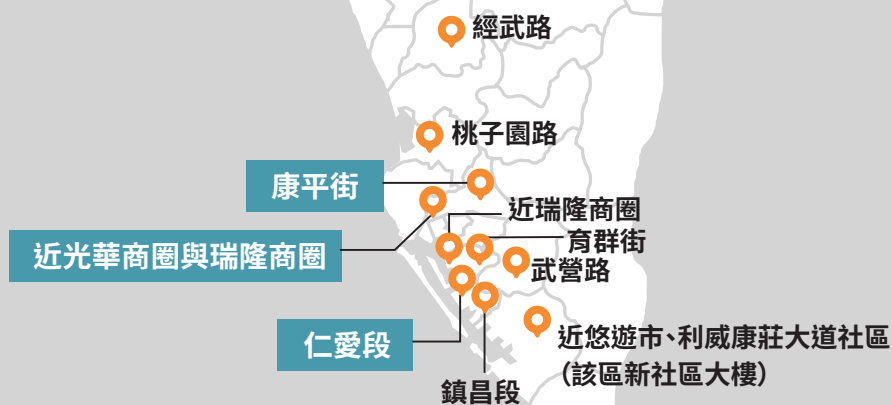 經武路
桃子園路
康平街
近瑞隆商圈
育群街
近光華商圈與瑞隆商圈
武營路
仁愛段
近悠遊市、利威康莊大道社區
（該區新社區大樓）
鎮昌段